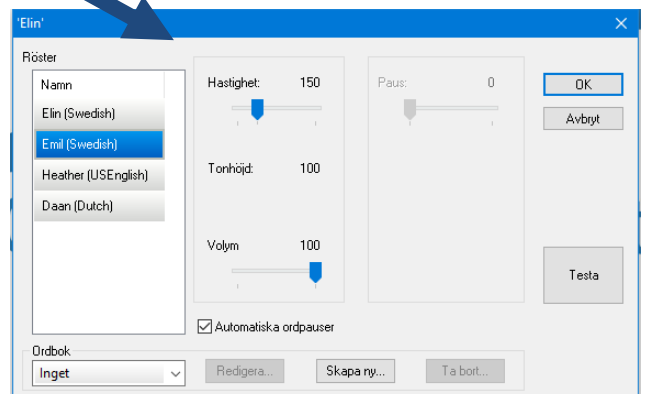 'Elin'
Röster
Namn
Elin (Swedish)
Emil (Swedish)
Heather (USEnglish)
Daan (Dutch)
Hastighet: 150
Tonhöjd: 100
Volym 100
Automatiska ordpauser
Paus: 0
OK
Avbryt
Testa
Ordbok
Inget
Redigera...
Skapa ny...
Ta bort...